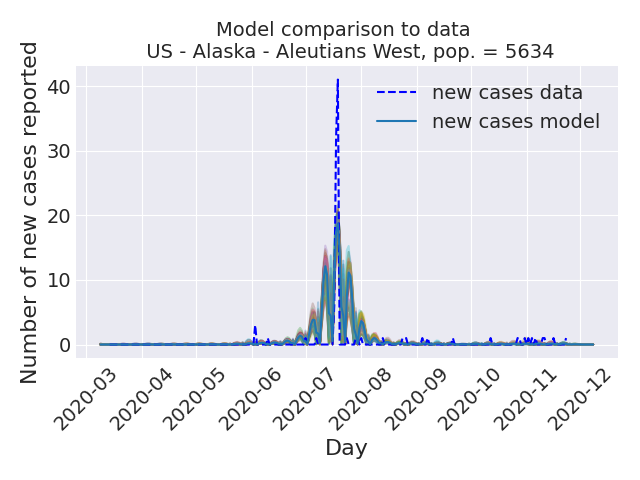 Model comparison to data
US - Alaska - Aleutians West, pop. = 5634
Number of new cases reported
40
30
20
10
0
new cases data
new cases model
2020-03
2020-04
2020-05
2020-06
2020-07
2020-08
2020-09
2020-10
2020-11
2020-12
Day